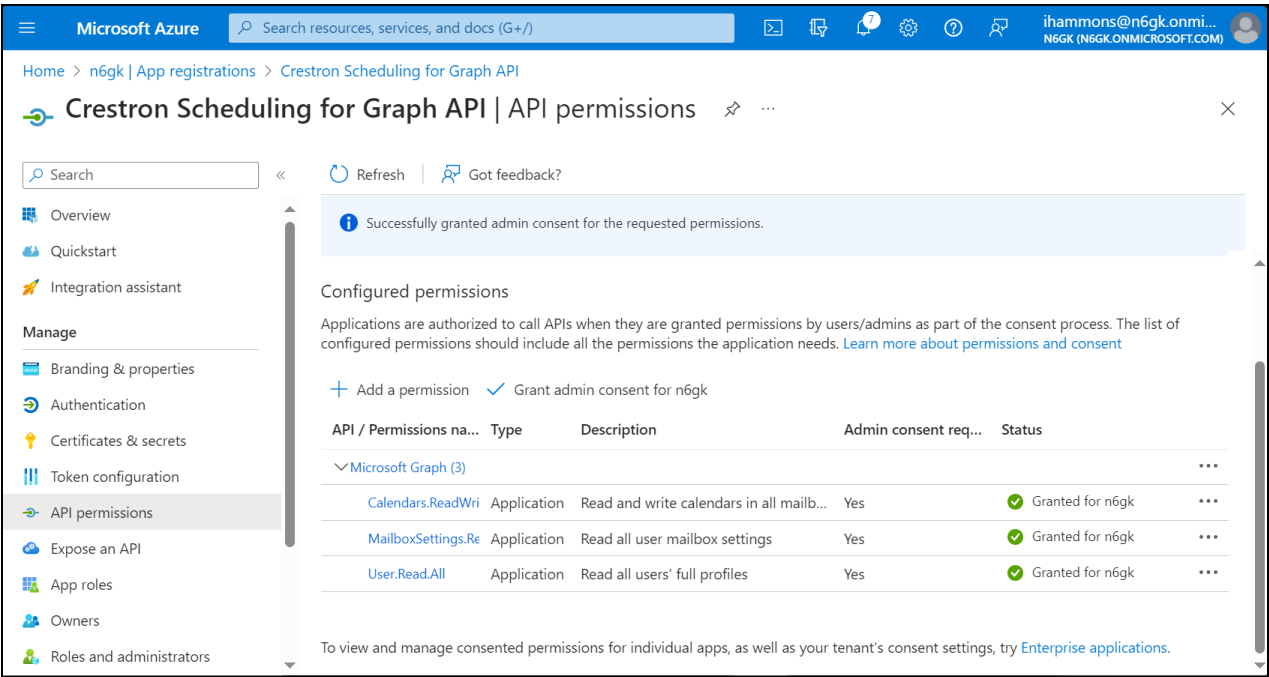 Microsoft Azure
Search resources, services, and docs (G+/)
7
ihammons@n6gk.onmi...
N6GK (N6GK.ONMICROSOFT.COM)
Home > n6gk | App registrations > Crestron Scheduling for Graph API
Crestron Scheduling for Graph API | API permissions
Search
Refresh
Got feedback?
Overview
Quickstart
Integration assistant
Manage
Branding & properties
Authentication
Certificates & secrets
Token configuration
API permissions
Expose an API
App roles
Owners
Roles and administrators
Successfully granted admin consent for the requested permissions.
Configured permissions
Applications are authorized to call APIs when they are granted permissions by users/admins as part of the consent process. The list of
configured permissions should include all the permissions the application needs. Learn more about permissions and consent
Add a permission Grant admin consent for n6gk
API / Permissions na... Type Description Admin consent req... Status
Microsoft Graph (3)
Calendars.ReadWri Application Read and write calendars in all mailb... Yes Granted for n6gk
MailboxSettings.Re Application Read all user mailbox settings Yes Granted for n6gk
User.Read.All Application Read all users' full profiles Yes Granted for n6gk
To view and manage consented permissions for individual apps, as well as your tenant's consent settings, try Enterprise applications.